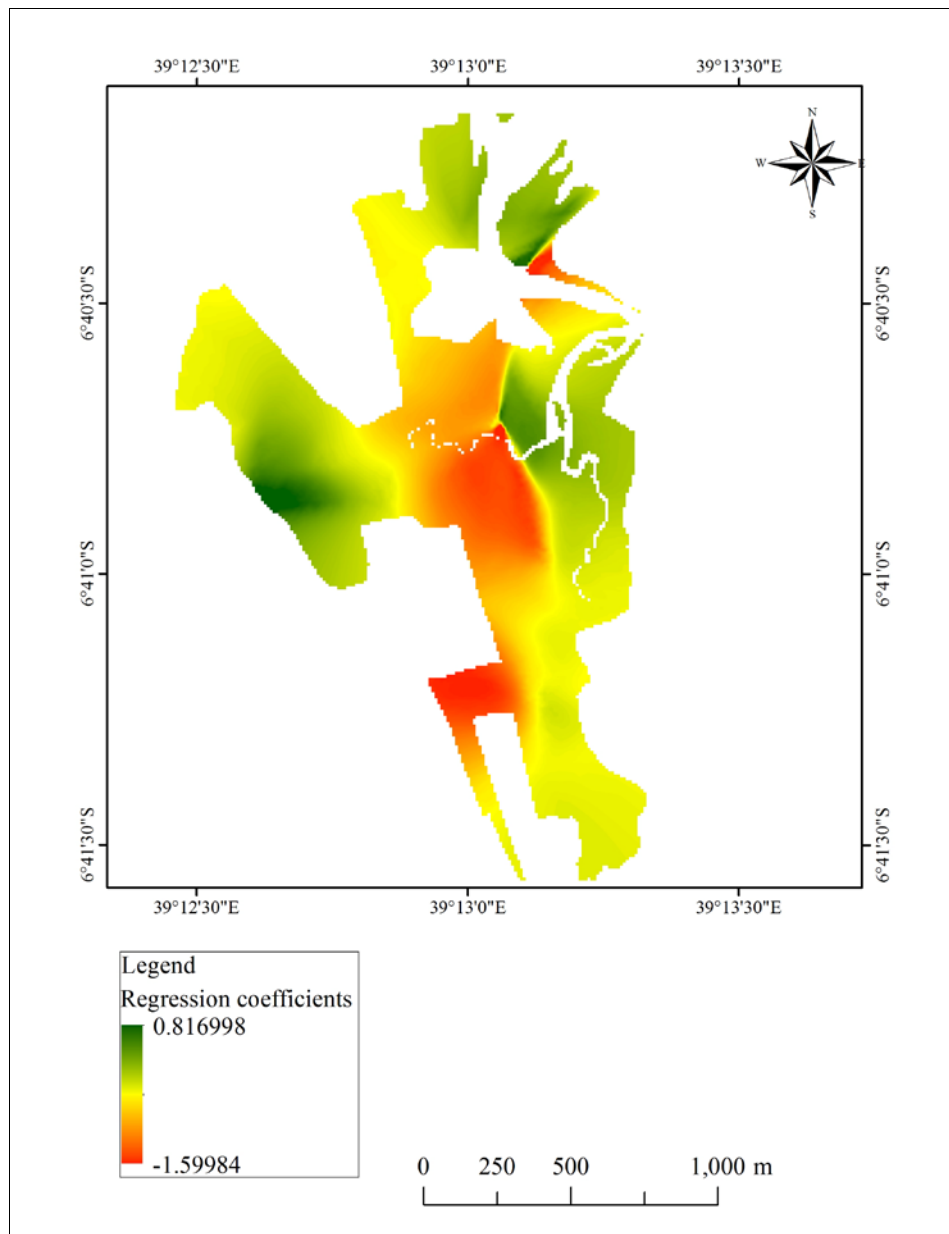 39°12'30"E 39°13'0"E 39°13'30"E
N
W E
S
6°40'30"S 6°40'30"S
6°41'0"S 6°41'0"S
6°41'30"S 6°41'30"S
39°12'30"E 39°13'0"E 39°13'30"E
Legend
Regression coefficients
0.816998
-1.59984
0 250 500 1,000 m